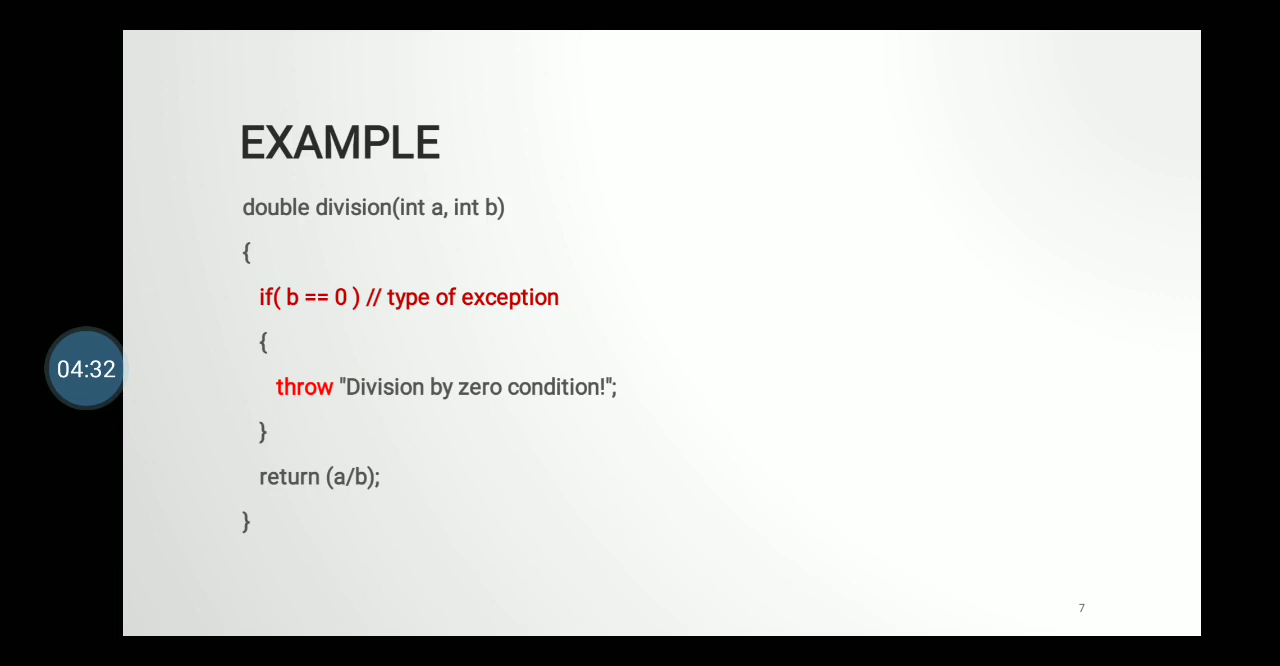 EXAMPLE
double division(int a, int b)
{
if( b == 0 ) // type of exception
{
04:32
throw "Division by zero condition!";
}
return (a/b);
}
7